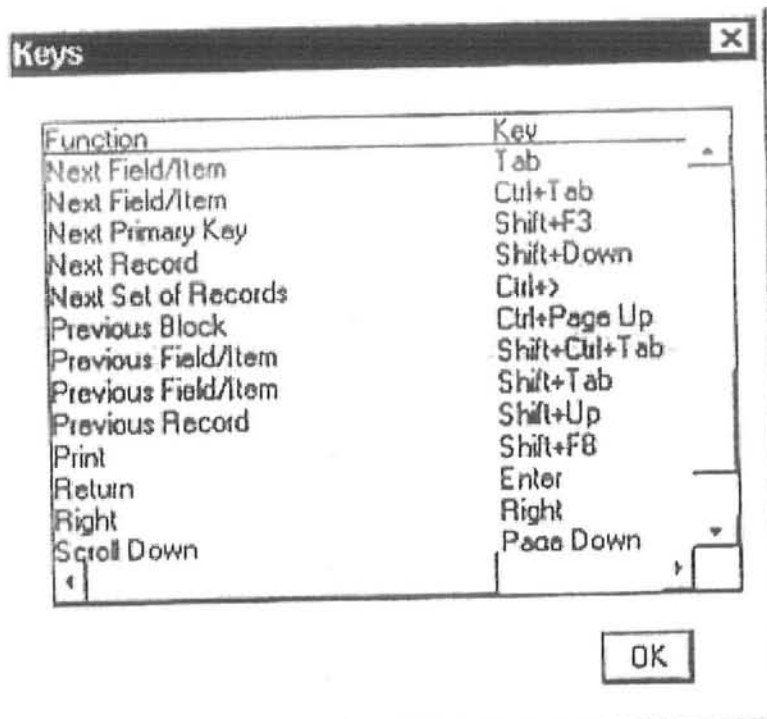 Keys
Function Key
Next Field/Item Tab
Next Field/Item Ctrl+Tab
Next Primary Key Shift+F3
Next Record Shift+Down
Next Set of Records Ctrl+>
Previous Block Ctrl+Page Up
Previous Field/Item Shift+Ctrl+Tab
Previous Field/Item Shift+Tab
Previous Record Shift+Up
Print Shift+F8
Return Enter
Right Right
Scroll Down Page Down
OK